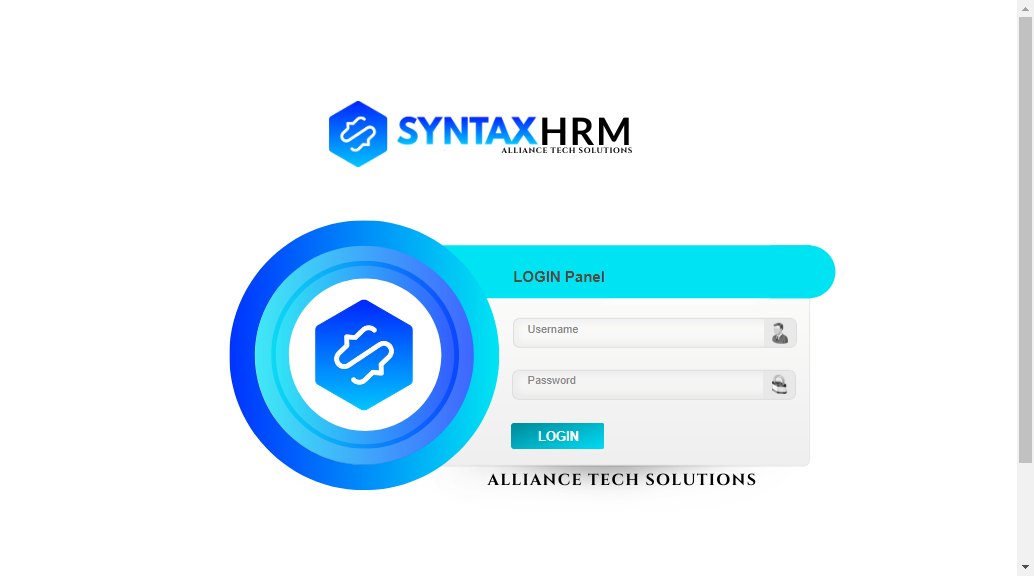 SYNTAXHRM
ALLIANCE TECH SOLUTIONS
LOGIN Panel
Username
Password
LOGIN
ALLIANCE TECH SOLUTIONS